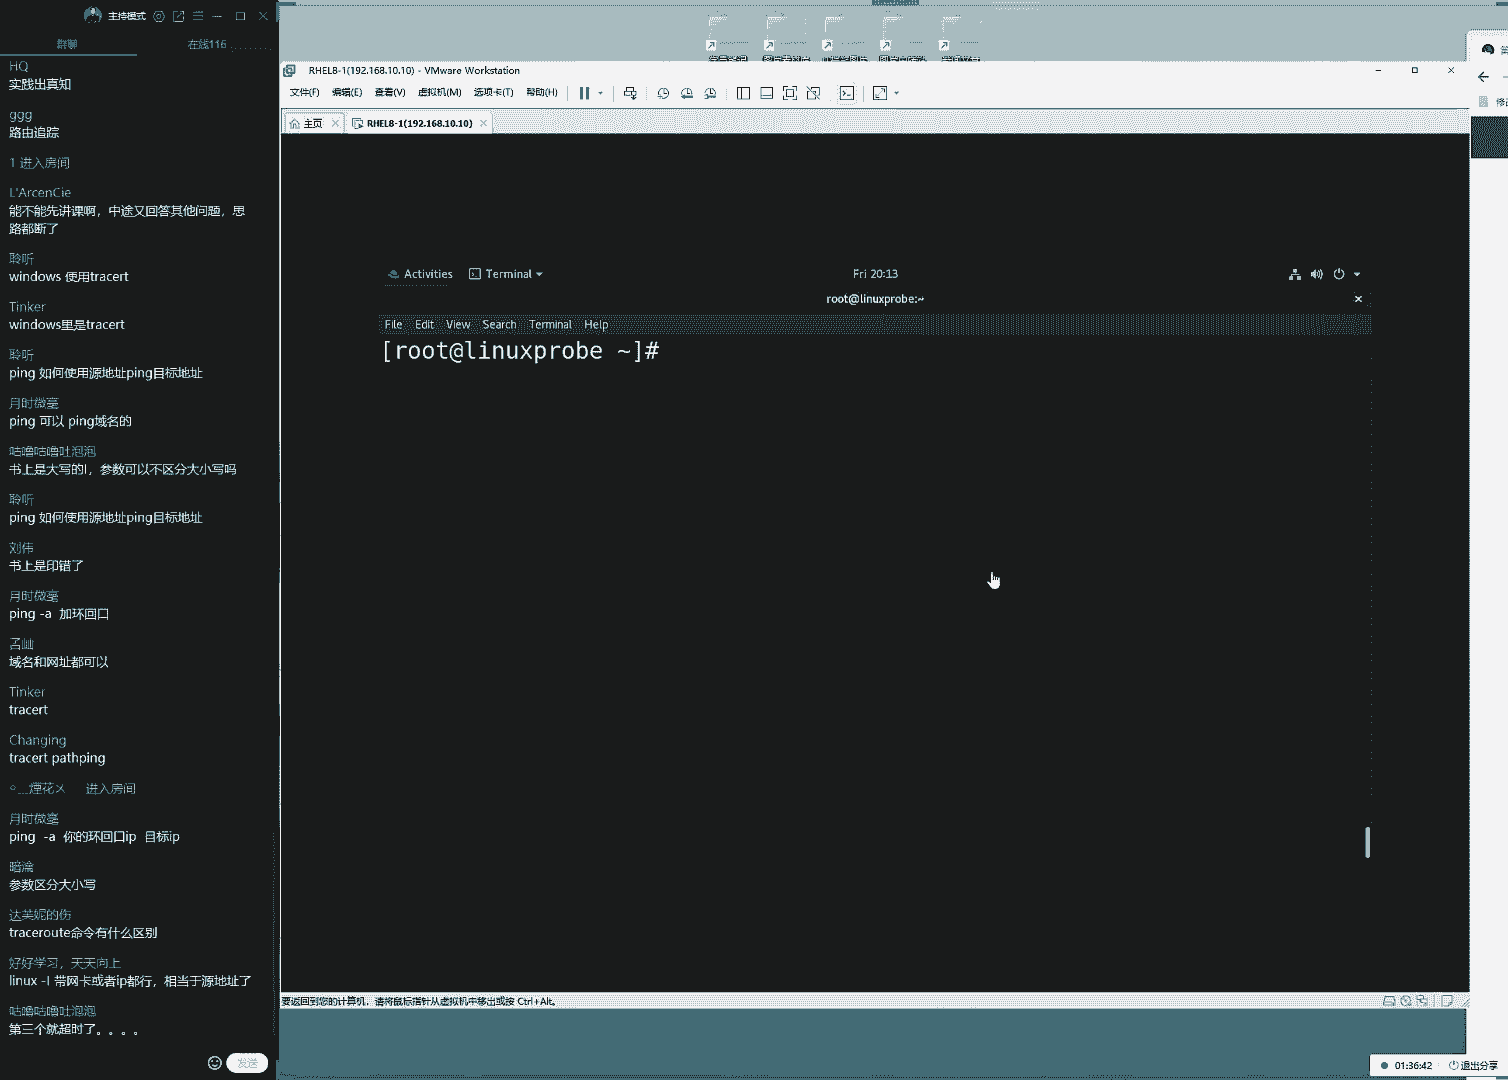 主持模式
群聊
在线116
HQ
实践出真知
ggg
路由追踪
1 进入房间
L'ArcenCie
能不能先讲课啊，中途又回答其他问题，思
路都断了
聆听
windows 使用tracert
Tinker
windows里是tracert
聆听
ping 如何使用源地址ping目标地址
月时微毫
ping 可以 ping域名的
咕噜咕噜吐泡泡
书上是大写的I，参数可以不区分大小写吗
聆听
ping 如何使用源地址ping目标地址
刘伟
书上是印错了
月时微毫
ping -a 加环回口
域名和网址都可以
Tinker
tracert
Changing
tracert pathping
进入房间
月时微毫
ping -a 你的环回口ip 目标ip
参数区分大小写
达芙妮的伤
traceroute命令有什么区别
好好学习，天天向上
linux -I 带网卡或者ip都行，相当于源地址了
咕噜咕噜吐泡泡
第三个就超时了。。。。
发送
RHEL8-1(192.168.10.10) - VMware Workstation
文件(F) 编辑(E) 查看(V) 虚拟机(M) 选项卡(T) 帮助(H)
主页
RHEL8-1(192.168.10.10)
Activities
Terminal
Fri 20:13
root@linuxprobe:~
File Edit View Search Terminal Help
[root@linuxprobe ~]#
要返回到您的计算机，请将鼠标指针从虚拟机中移出或按 Ctrl+Alt。
01:36:42
退出分享